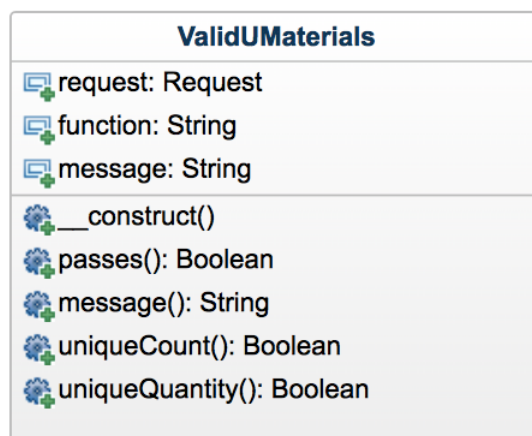 ValidUMaterials
request: Request
function: String
message: String
__construct()
passes(): Boolean
message(): String
uniqueCount(): Boolean
uniqueQuantity(): Boolean